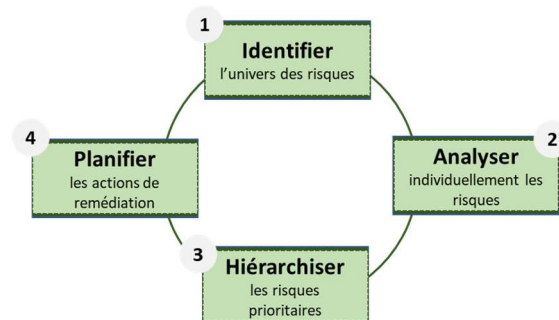 1
Identifier
l'univers des risques
2
Analyser
individuellement les
risques
3
Hiérarchiser
les risques
prioritaires
4
Planifier
les actions de
remédiation